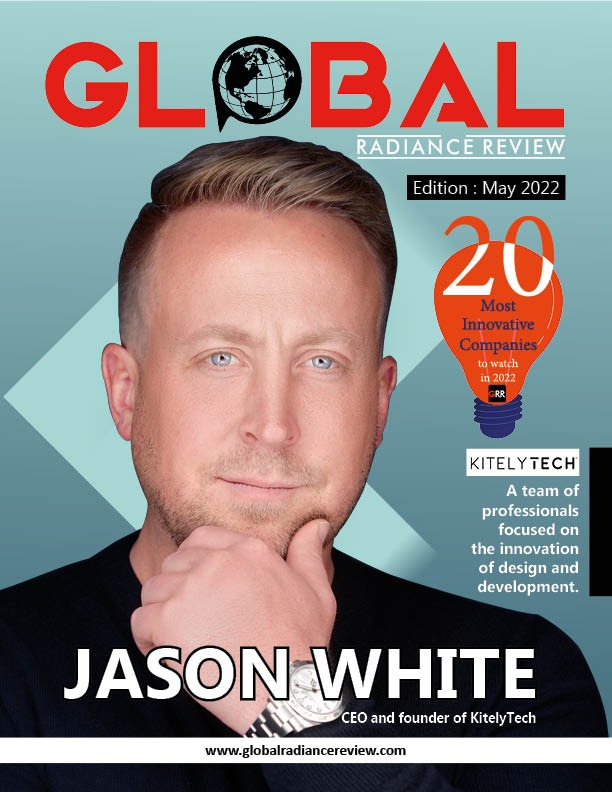 GLOBAL
RADIANCE REVIEW
Edition : May 2022
20
Most
Innovative
Companies
to watch
in 2022
GRR
KITELYTECH
A team of
professionals
focused on
the innovation
of design and
development.
JASON WHITE
CEO and founder of KitelyTech
www.globalradiancereview.com